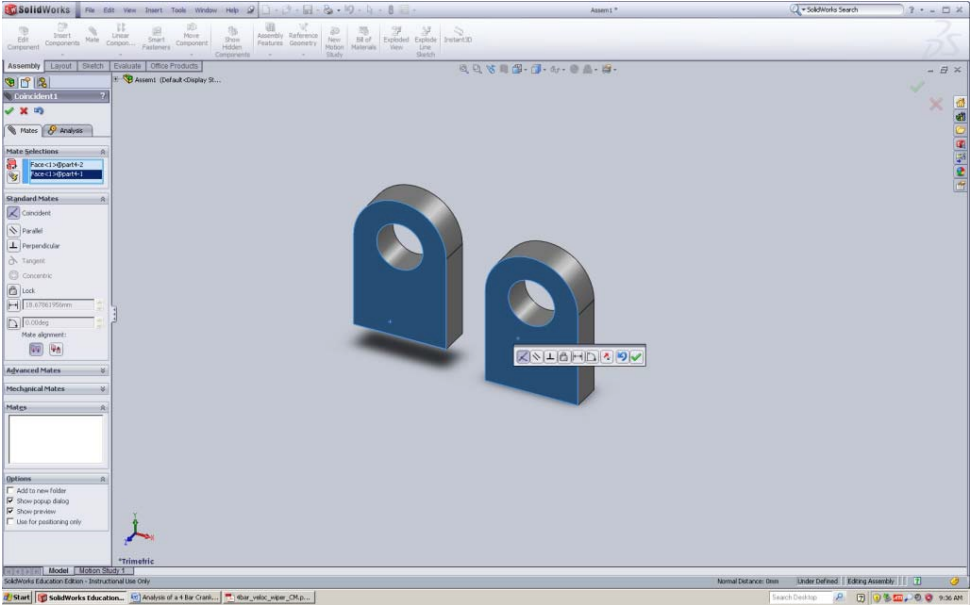 SolidWorks File Edit View Insert Tools Window Help Assem1 * SolidWorks Search
Edit Component Insert Components Mate Linear Compon... Smart Fasteners Move Component Show Hidden Components Assembly Features Reference Geometry New Motion Study Bill of Materials Exploded View Explode Line Sketch Instant3D
Assembly Layout Sketch Evaluate Office Products
Assem1 (Default<Display St...
Coincident1 ?
Mates Analysis
Mate Selections
Face<1>@part4-2
Face<1>@part4-1
Standard Mates
Coincident
Parallel
Perpendicular
Tangent
Concentric
Lock
0.00deg
Mate alignment:
Advanced Mates
Mechanical Mates
Mates
Options
Add to new folder
Show popup dialog
Show preview
Use for positioning only
Y
X
Z
*Trimetric
Model Motion Study 1
SolidWorks Education Edition - Instructional Use Only Normal Distance: 0mm Under Defined Editing Assembly
Start SolidWorks Education... Analysis of a 4 Bar Crank... 4bar_veloc_wiper_CM.p... Search Desktop 9:36 AM